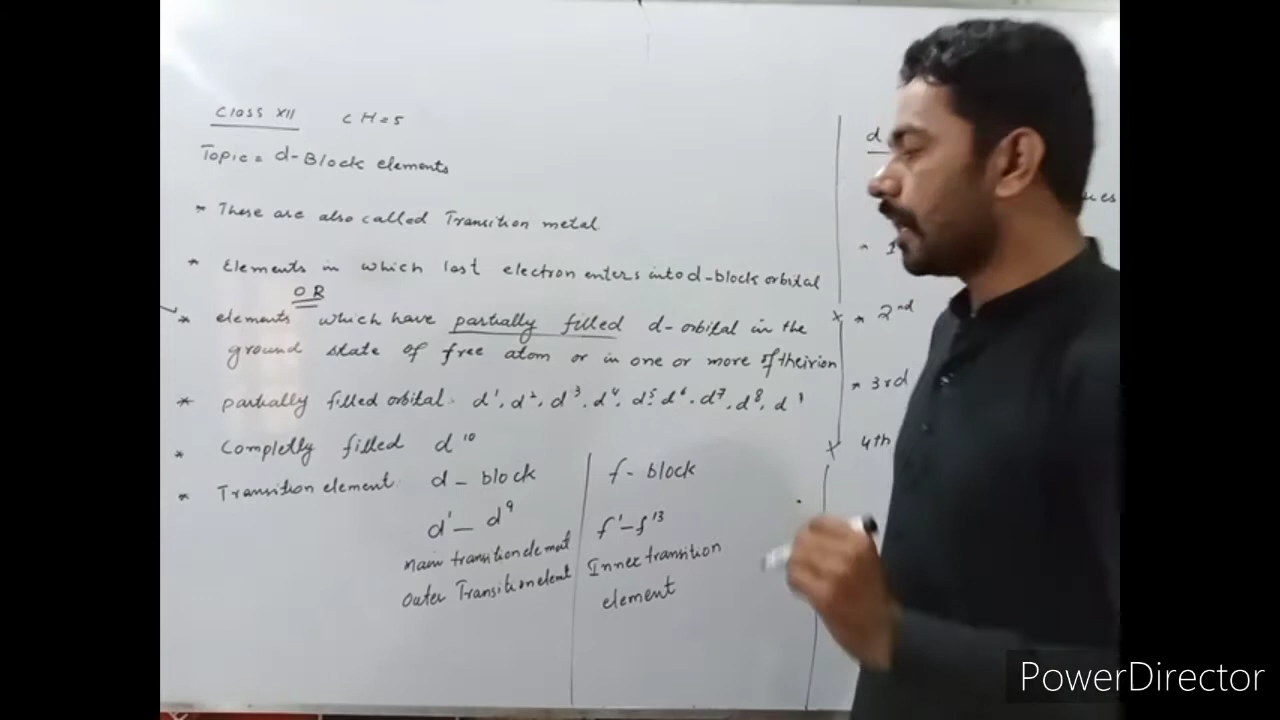 Class XII CH=5
Topic = d-Block elements
* These are also called Transition metal
* Elements in which last electron enters into d-block orbital
OR
* elements which have partially filled d-orbital in the
ground state of free atom or in one or more of their ion
* partially filled orbital. d¹, d², d³, d⁴, d⁵, d⁶, d⁷, d⁸, d⁹
* Completly filled d¹⁰
* Transition element. d - block
d¹ – d⁹
Main transition element
Outer Transition element
f - block
f¹ – f¹³
Inner transition
element
d
* 1
* 2nd
* 3rd
4th
PowerDirector